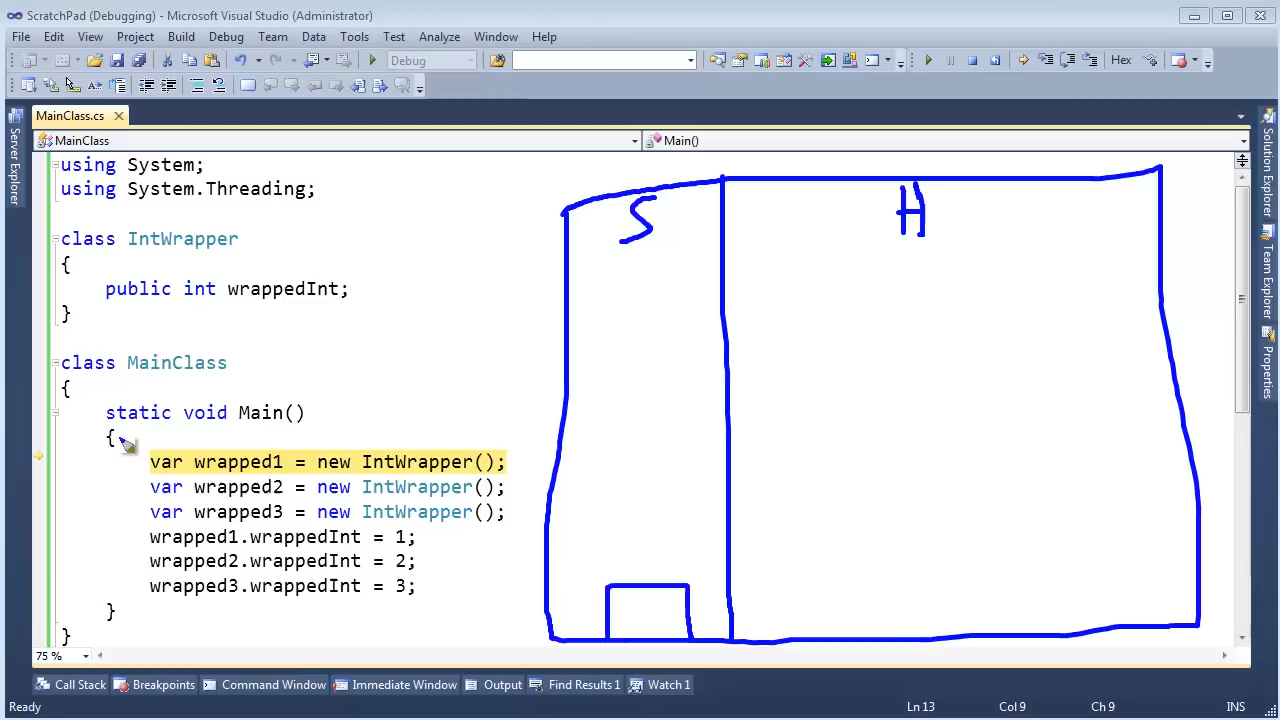 ScratchPad (Debugging) - Microsoft Visual Studio (Administrator)
File Edit View Project Build Debug Team Data Tools Test Analyze Window Help
Debug
Hex
MainClass.cs
MainClass
Main()
Server Explorer
using System;
using System.Threading;
class IntWrapper
{
public int wrappedInt;
}
class MainClass
{
static void Main()
{
var wrapped1 = new IntWrapper();
var wrapped2 = new IntWrapper();
var wrapped3 = new IntWrapper();
wrapped1.wrappedInt = 1;
wrapped2.wrappedInt = 2;
wrapped3.wrappedInt = 3;
}
}
S
H
Solution Explorer
Team Explorer
Properties
75 %
Call Stack Breakpoints Command Window Immediate Window Output Find Results 1 Watch 1
Ready Ln 13 Col 9 Ch 9 INS